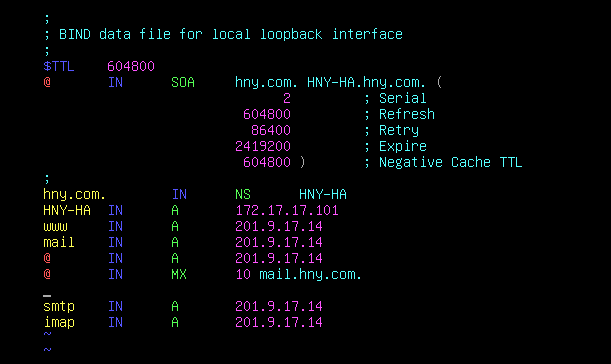 ;
; BIND data file for local loopback interface
;
$TTL    604800
@       IN      SOA     hny.com. HNY-HA.hny.com. (
                              2         ; Serial
                         604800         ; Refresh
                          86400         ; Retry
                        2419200         ; Expire
                         604800 )       ; Negative Cache TTL
;
hny.com.        IN      NS      HNY-HA
HNY-HA  IN      A       172.17.17.101
www     IN      A       201.9.17.14
mail    IN      A       201.9.17.14
@       IN      A       201.9.17.14
@       IN      MX      10 mail.hny.com.

smtp    IN      A       201.9.17.14
imap    IN      A       201.9.17.14
~
~